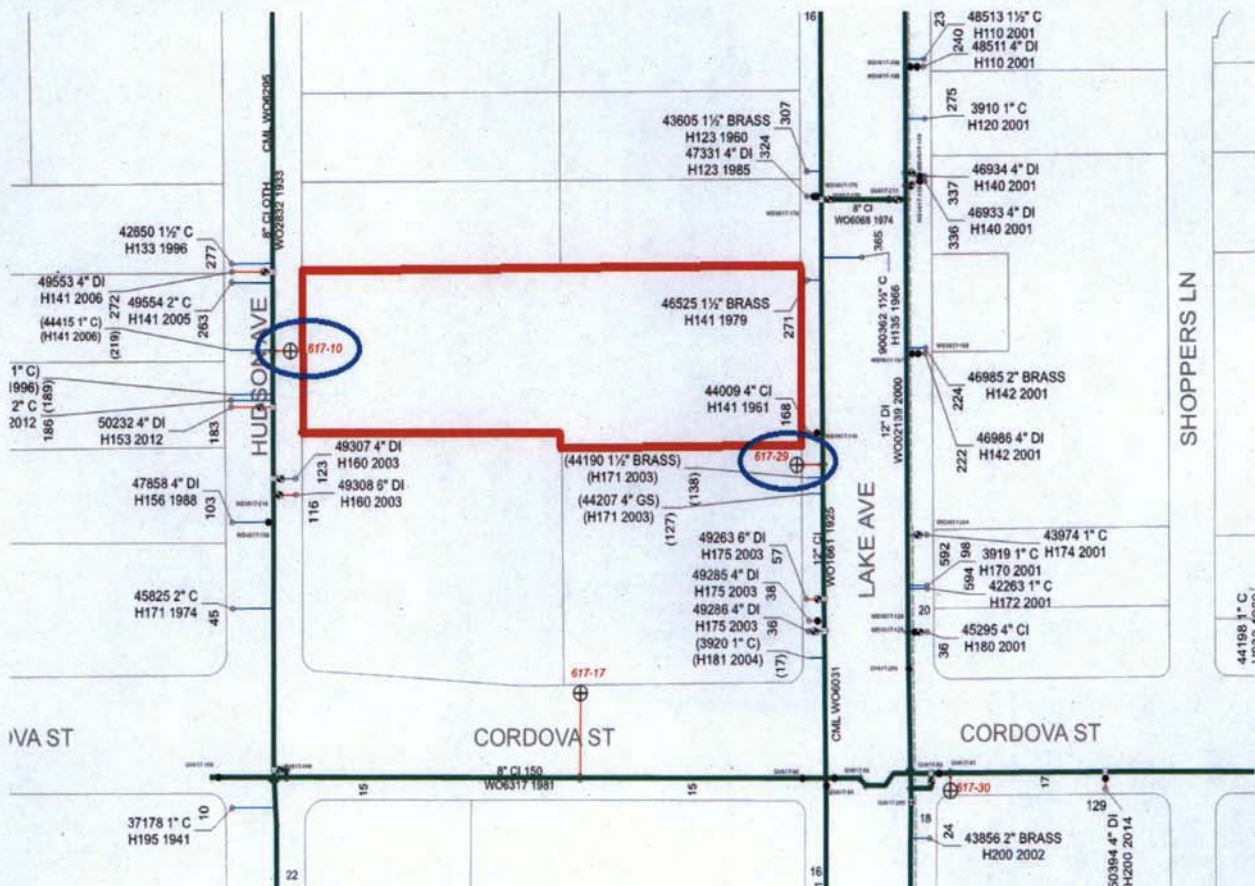 16
23
48513 1½" C
H110 2001
240
48511 4" DI
H110 2001
CML WO6295
8" CI CLOTH
WO2832 1933
43605 1½" BRASS
H123 1960
307
47331 4" DI
H123 1985
324
275
3910 1" C
H120 2001
46934 4" DI
H140 2001
337
46933 4" DI
H140 2001
336
8" CI
WO6068 1974
365
42850 1½" C
H133 1996
277
49553 4" DI
H141 2006
272
49554 2" C
H141 2005
263
(44415 1" C)
(H141 2006)
(219)
617-10
HUDSON AVE
46525 1½" BRASS
H141 1979
271
900362 1½" C
H135 1966
SHOPPERS LN
1" C)
1996)
(189)
2" C
2012
186
50232 4" DI
H153 2012
183
44009 4" CI
H141 1961
168
46985 2" BRASS
H142 2001
224
46986 4" DI
H142 2001
222
12" DI
WO02139 2000
617-29
(44190 1½" BRASS)
(H171 2003)
(138)
(44207 4" GS)
(H171 2003)
(127)
49307 4" DI
H160 2003
123
49308 6" DI
H160 2003
116
47858 4" DI
H156 1988
103
45825 2" C
H171 1974
45
12" CI
WO1661 1925
LAKE AVE
49263 6" DI
H175 2003
57
49285 4" DI
H175 2003
38
49286 4" DI
H175 2003
36
(3920 1" C)
(H181 2004)
(17)
43974 1" C
H174 2001
592
98
3919 1" C
H170 2001
594
42263 1" C
H172 2001
20
45295 4" CI
H180 2001
36
44198 1" C
617-17
CML WO6031
VA ST
CORDOVA ST
CORDOVA ST
8" CI 150
WO6317 1981
15
15
617-30
17
129
50394 4" DI
H200 2014
10
37178 1" C
H195 1941
18
24
43856 2" BRASS
H200 2002
22
16